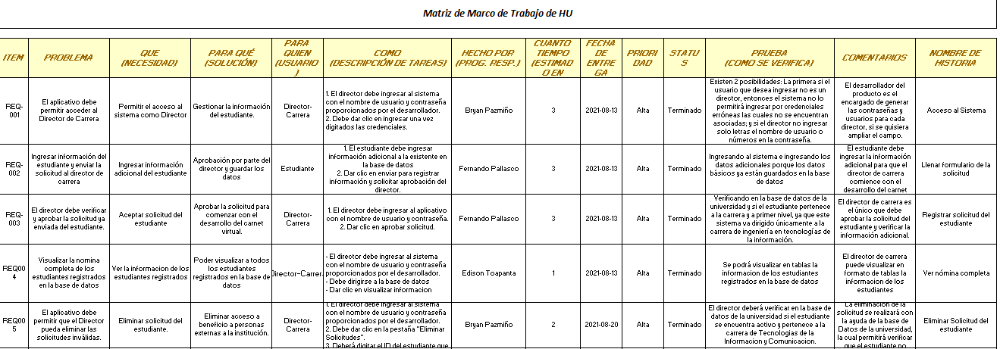 Matriz de Marco de Trabajo de HU
ITEM
PROBLEMA
QUE
(NECESIDAD)
PARA QUÉ
(SOLUCIÓN)
PARA
QUIEN
(USUARIO
)
COMO
(DESCRIPCIÓN DE TAREAS)
HECHO POR
(PROG. RESP.)
CUANTO
TIEMPO
(ESTIMAD
O EN
FECHA
DE
ENTRE
GA
PRIORI
DAD
STATU
S
PRUEBA
(COMO SE VERIFICA)
COMENTARIOS
NOMBRE DE
HISTORIA
REQ-
001
El aplicativo debe
permitir acceder al
Director de Carrera
Permitir el acceso al
sistema como Director
Gestionar la información
del estudiante.
Director-
Carrera
1. El director debe ingresar al sistema
con el nombre de usuario y contraseña
proporcionados por el desarrollador.
2. Debe dar clic en ingresar una vez
digitados las credenciales.
Bryan Pazmiño
3
2021-08-13
Alta
Terminado
Existen 2 posibilidades: La primera si el
usuario que desea ingresar no es un
director, entonces el sistema no lo
permitirá ingresar por credenciales
erróneas las cuales no se encuentran
asociadas; y si el director no ingresar
solo letras el nombre de usuario o
números en la contraseña.
El desarrollador del
producto es el
encargado de generar
las contraseñas y
usuarios para cada
director, si se quisiera
ampliar el campo.
Acceso al Sistema
REQ-
002
Ingresar información del
estudiante y enviar la
solicitud al director de
carrera
Ingresar información
adicional del estudiante
Aprobación por parte del
director y guardar los
datos
Estudiante
1. El estudiante debe ingresar
información adicional a la existente en
la base de datos
2. Dar clic en enviar para registrar
información y solicitar aprobación del
director.
Fernando Pallasco
3
2021-08-13
Alta
Terminado
Ingresando al sistema e ingresando los
datos adicionales porque los datos
básicos ya están guardados en la base
de datos
El estudiante debe
ingresar la información
adicional para que el
director de carrera
comience con el
desarrollo del carnet
Llenar formulario de la
solicitud
REQ-
003
El director debe verificar
y aprobar la solicitud ya
enviada del estudiante.
Aceptar solicitud del
estudiante
Aprobar la solicitud para
comenzar con el
desarrollo del carnet
virtual.
Director-
Carrera
1. El director debe ingresar al aplicativo
con el nombre de usuario y contraseña.
2. Dar clic en aprobar solicitud.
Fernando Pallasco
3
2021-08-13
Alta
Terminado
Verificando en la base de datos de la
universidad y si el estudiante pertenece
a la carrera y a primer nivel, ya que este
sistema va dirigido únicamente a la
carrera de ingeniería en tecnologías de
la información.
El director de carrera es
el único que debe
aprobar la solicitud del
estudiante y verificar la
información adicional.
Registrar solicitud del
estudiante
REQ00
4
Visualizar la nomina
completa de los
estudiantes registrados
en la base de datos
Ver la informacion de los
estudiantes registrados
Poder visualizar a todos
los estudiantes
registrados en la base de
datos
Director-Carrera
- El director debe ingresar al sistema
con el nombre de usuario y contraseña
proporcionados por el desarrollador.
- Debe dirigirse a la base de datos
- Dar clic en visualizar informacion
Edison Toapanta
1
2021-08-13
Alta
Terminado
Se podrá visualizar en tablas la
informacion de los estudiantes
registrados en la base de datos
El director de carrera
puede visualizar en
formato de tablas la
informacion de los
estudiantes
Ver nómina completa
REQ00
5
El aplicativo debe
permitir que el Director
pueda eliminar las
solicitudes inválidas.
Eliminar solicitud del
estudiante.
Eliminar acceso a
beneficio a personas
externas a la institución.
Director-
Carrera
1. El director debe ingresar al sistema
con el nombre de usuario y contraseña
proporcionados por el desarrollador.
2. Debe dar clic en la pestaña "Eliminar
Solicitudes".
3. Deberá digitar el ID del estudiante que
Bryan Pazmiño
2
2021-08-20
Alta
Terminado
El director deberá verificar en la base de
datos de la universidad si el estudiante
se encuentra activo y pertenece a la
carrera de Tecnologias de la
Informacion y Comunicacion.
La eliminación de la
solicitud se realizará con
la ayuda de la base de
Datos de la universidad,
la cual permitirá verificar
que el estudiante no
Eliminar Solicitud del
estudiante